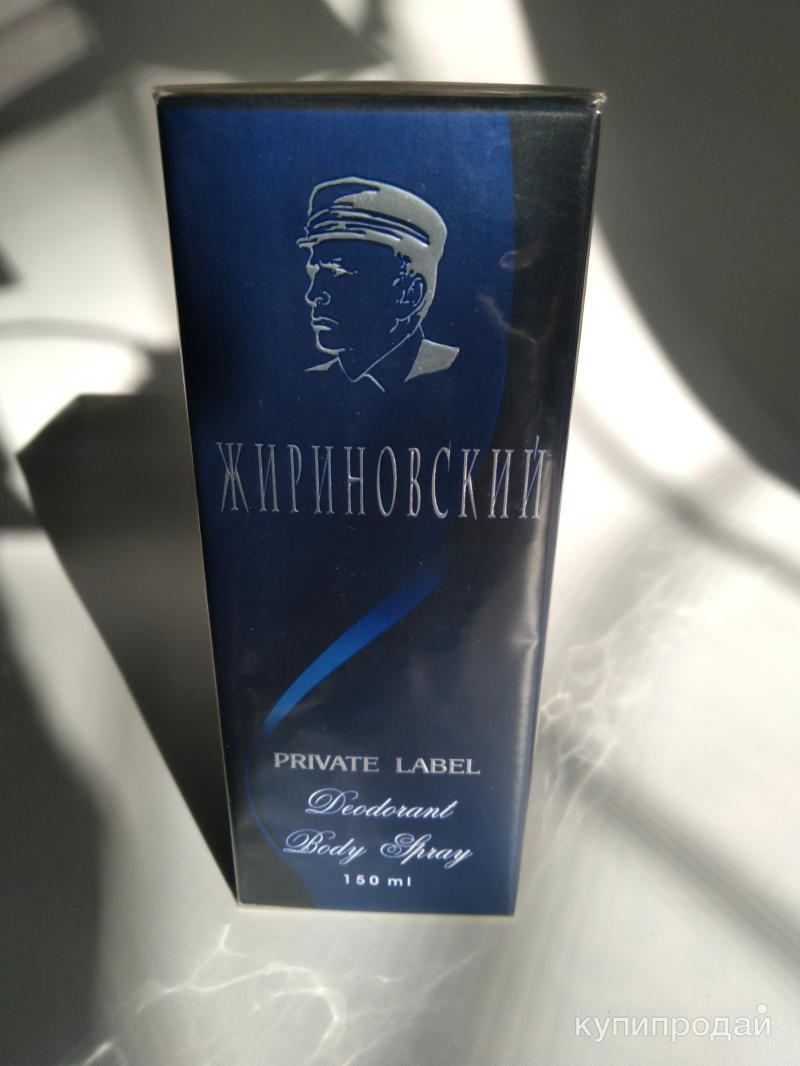 ЖИРИНОВСКИЙ
PRIVATE LABEL
Deodorant
Body Spray
150 ml
купипродай